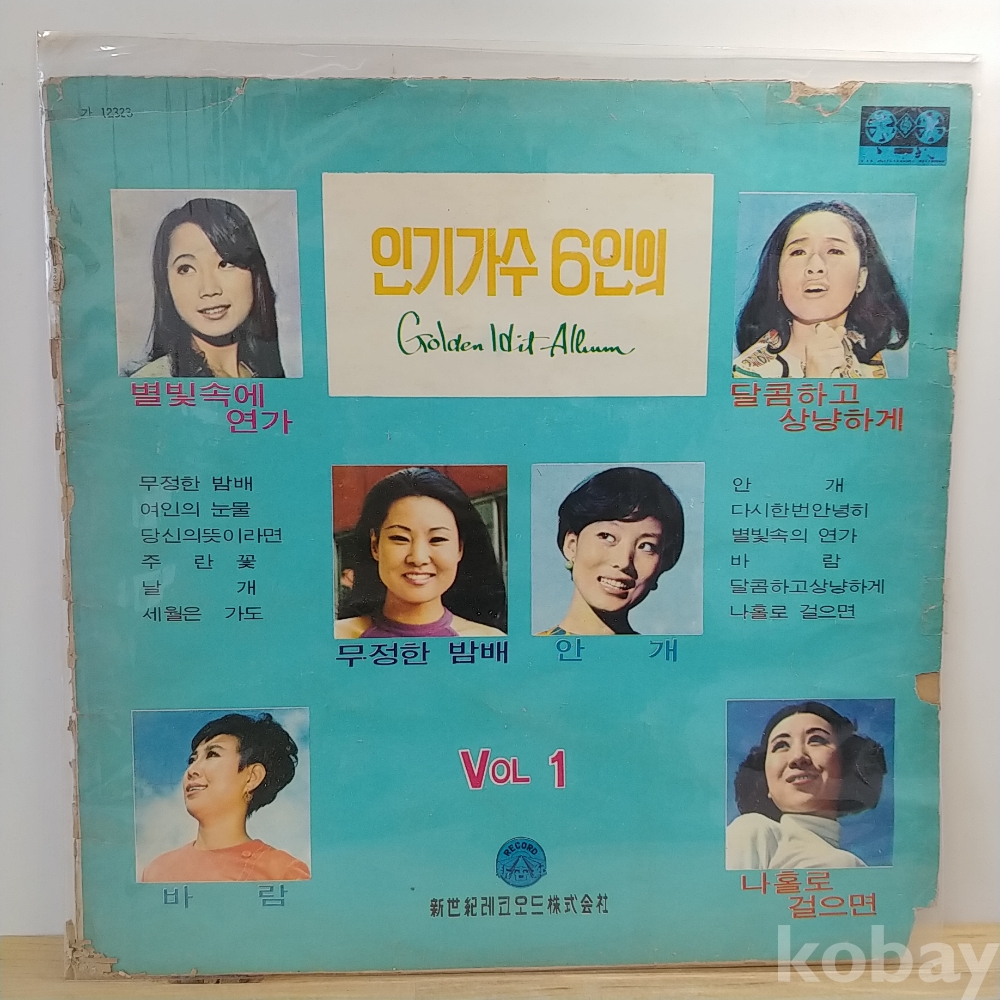 가 12323
인기가수 6인의
Golden Hit Album
별빛속에
연가
달콤하고
상냥하게
무정한 밤배
여인의 눈물
당신의뜻이라면
주란꽃
날개
세월은 가도
안개
다시한번안녕히
별빛속의 연가
바람
달콤하고상냥하게
나홀로 걸으면
무정한 밤배
안개
VOL 1
바람
나홀로
걸으면
RECORD
新世紀레코오드株式会社
kobay